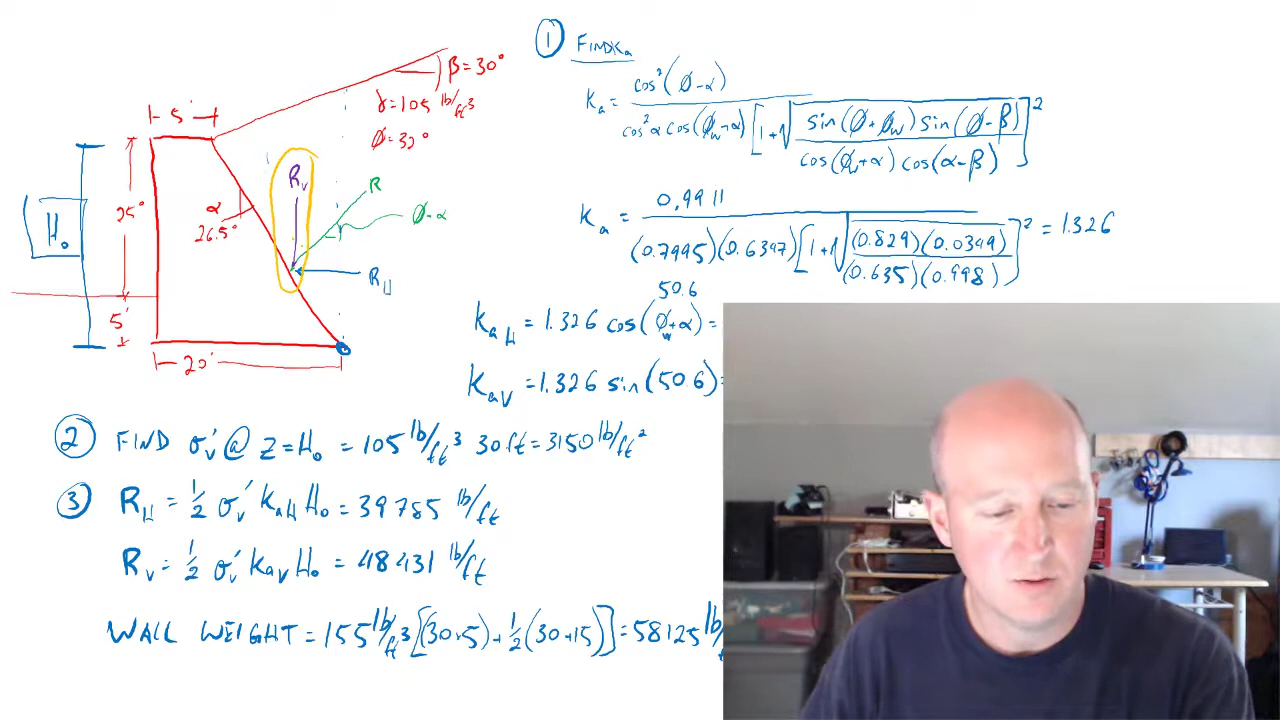 5'
β=30°
γ=105 lb/ft³
Ø=32°
H₀
25°
5'
20'
α
26.5°
Rv
R
Ø-α
R_H
① FIND Ka
Ka = cos²(Ø-α) / cos²α cos(Øw+α) [1+√(sin(Ø+Øw) sin(Ø-β) / cos(Øw+α) cos(α-β))]²
Ka = 0.9911 / (0.7995)(0.6347)[1+√((0.829)(0.0349) / (0.635)(0.998))]² = 1.326
50.6
KaH = 1.326 cos(Øw+α) =
KaV = 1.326 sin(50.6) =
② FIND σv' @ z=H₀ = 105 lb/ft³ 30ft = 3150 lb/ft²
③ R_H = 1/2 σv' KaH H₀ = 39785 lb/ft
Rv = 1/2 σv' Kav H₀ = 48431 lb/ft
WALL WEIGHT = 155 lb/ft³ [(30·5)+1/2(30·15)] = 58125 lb/